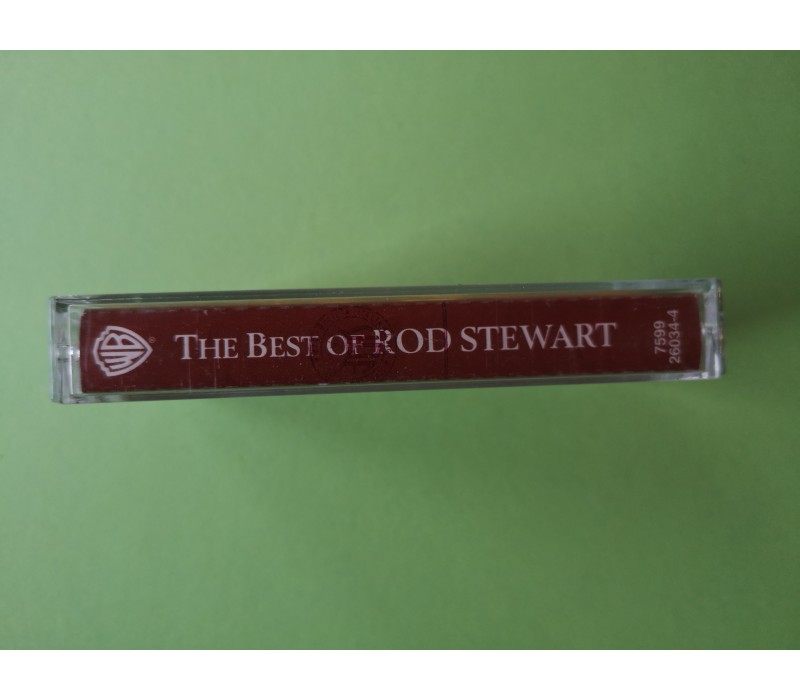 WB
THE BEST OF ROD STEWART
7599
26034-4